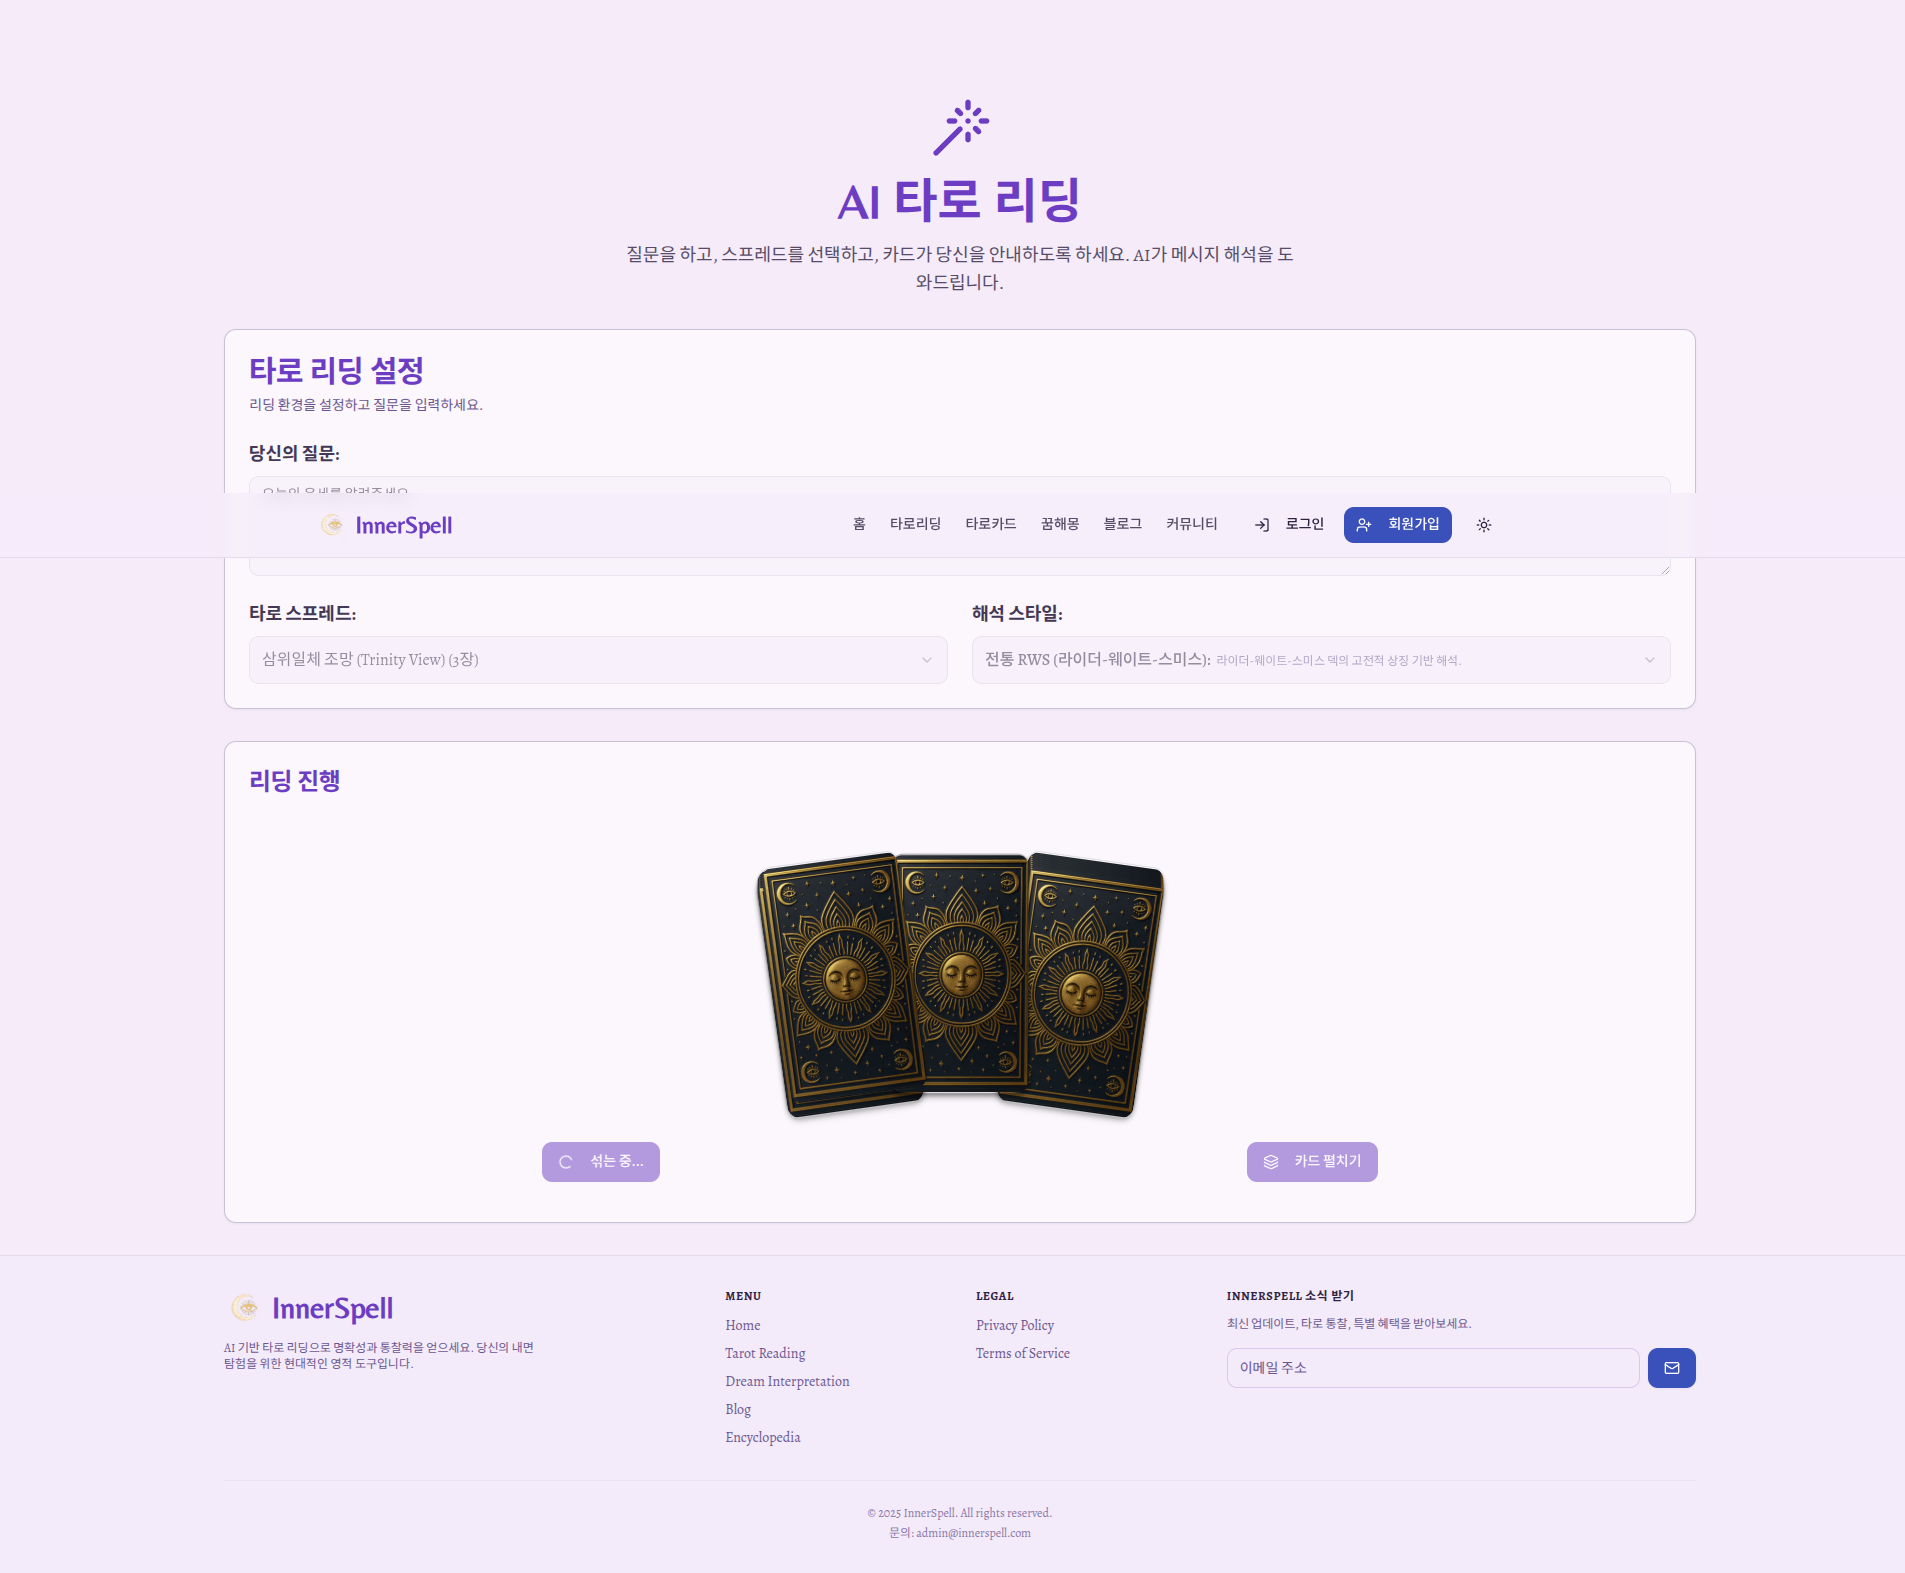 AI 타로 리딩
질문을 하고, 스프레드를 선택하고, 카드가 당신을 안내하도록 하세요. AI가 메시지 해석을 도
와드립니다.
타로 리딩 설정
리딩 환경을 설정하고 질문을 입력하세요.
당신의 질문:
오늘의 운세를 알려주세요
InnerSpell
홈 타로리딩 타로카드 꿈해몽 블로그 커뮤니티 로그인 회원가입
타로 스프레드: 해석 스타일:
삼위일체 조망 (Trinity View) (3장) 전통 RWS (라이더-웨이트-스미스): 라이더-웨이트-스미스 덱의 고전적 상징 기반 해석.
리딩 진행
섞는 중... 카드 펼치기
InnerSpell
AI 기반 타로 리딩으로 명확성과 통찰력을 얻으세요. 당신의 내면
탐험을 위한 현대적인 영적 도구입니다.
MENU
Home
Tarot Reading
Dream Interpretation
Blog
Encyclopedia
LEGAL
Privacy Policy
Terms of Service
INNERSPELL 소식 받기
최신 업데이트, 타로 통찰, 특별 혜택을 받아보세요.
이메일 주소
© 2025 InnerSpell. All rights reserved.
문의: admin@innerspell.com